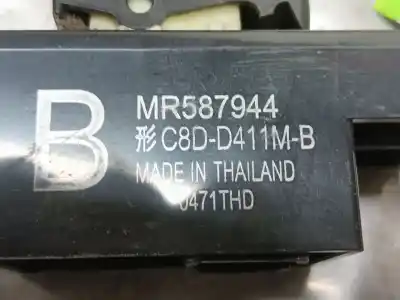 B
MR587944
形 C8D-D411M-B
MADE IN THAILAND
0471THD